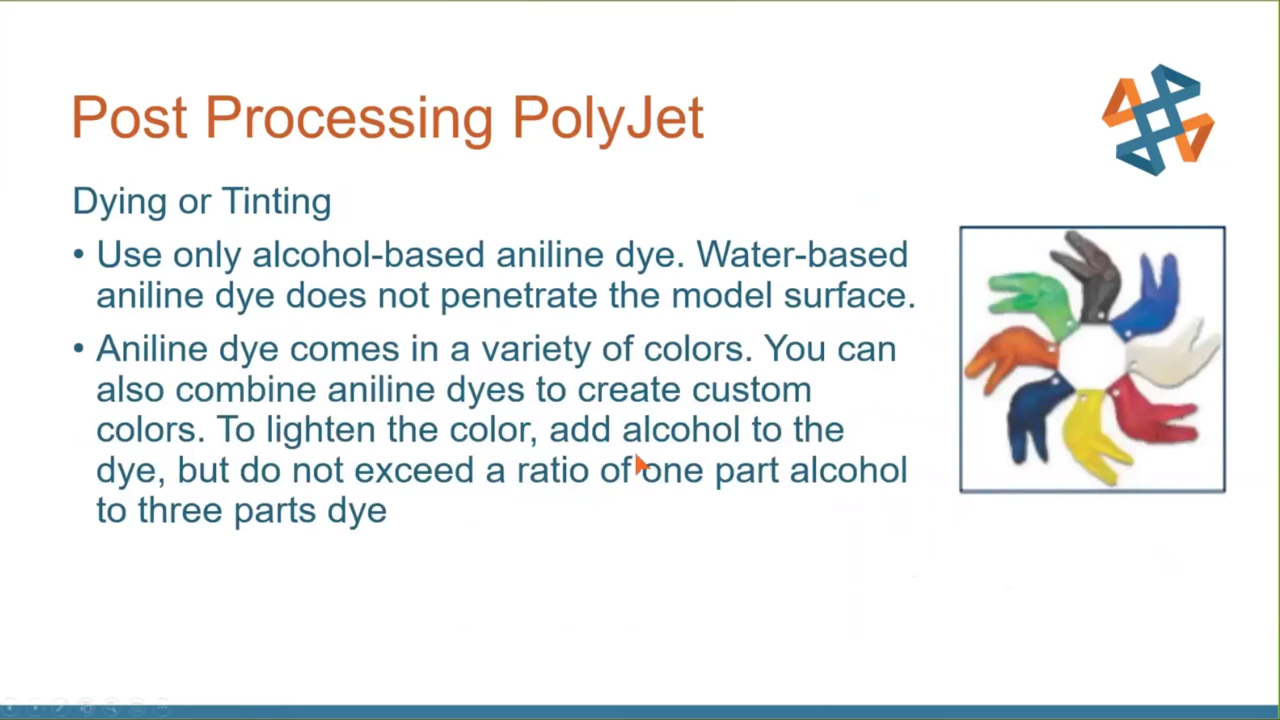 Post Processing PolyJet
Dying or Tinting
• Use only alcohol-based aniline dye. Water-based
aniline dye does not penetrate the model surface.
• Aniline dye comes in a variety of colors. You can
also combine aniline dyes to create custom
colors. To lighten the color, add alcohol to the
dye, but do not exceed a ratio of one part alcohol
to three parts dye